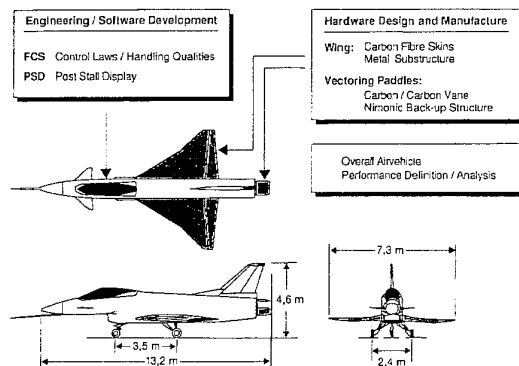 Engineering / Software Development
FCS Control Laws / Handling Qualities
PSD Post Stall Display
Hardware Design and Manufacture
Wing: Carbon Fibre Skins
Metal Substructure
Vectoring Paddles:
Carbon / Carbon Vane
Nimonic Back-up Structure
Overall Airvehicle
Performance Definition / Analysis
7,3 m
4,6 m
3,5 m
13,2 m
2,4 m